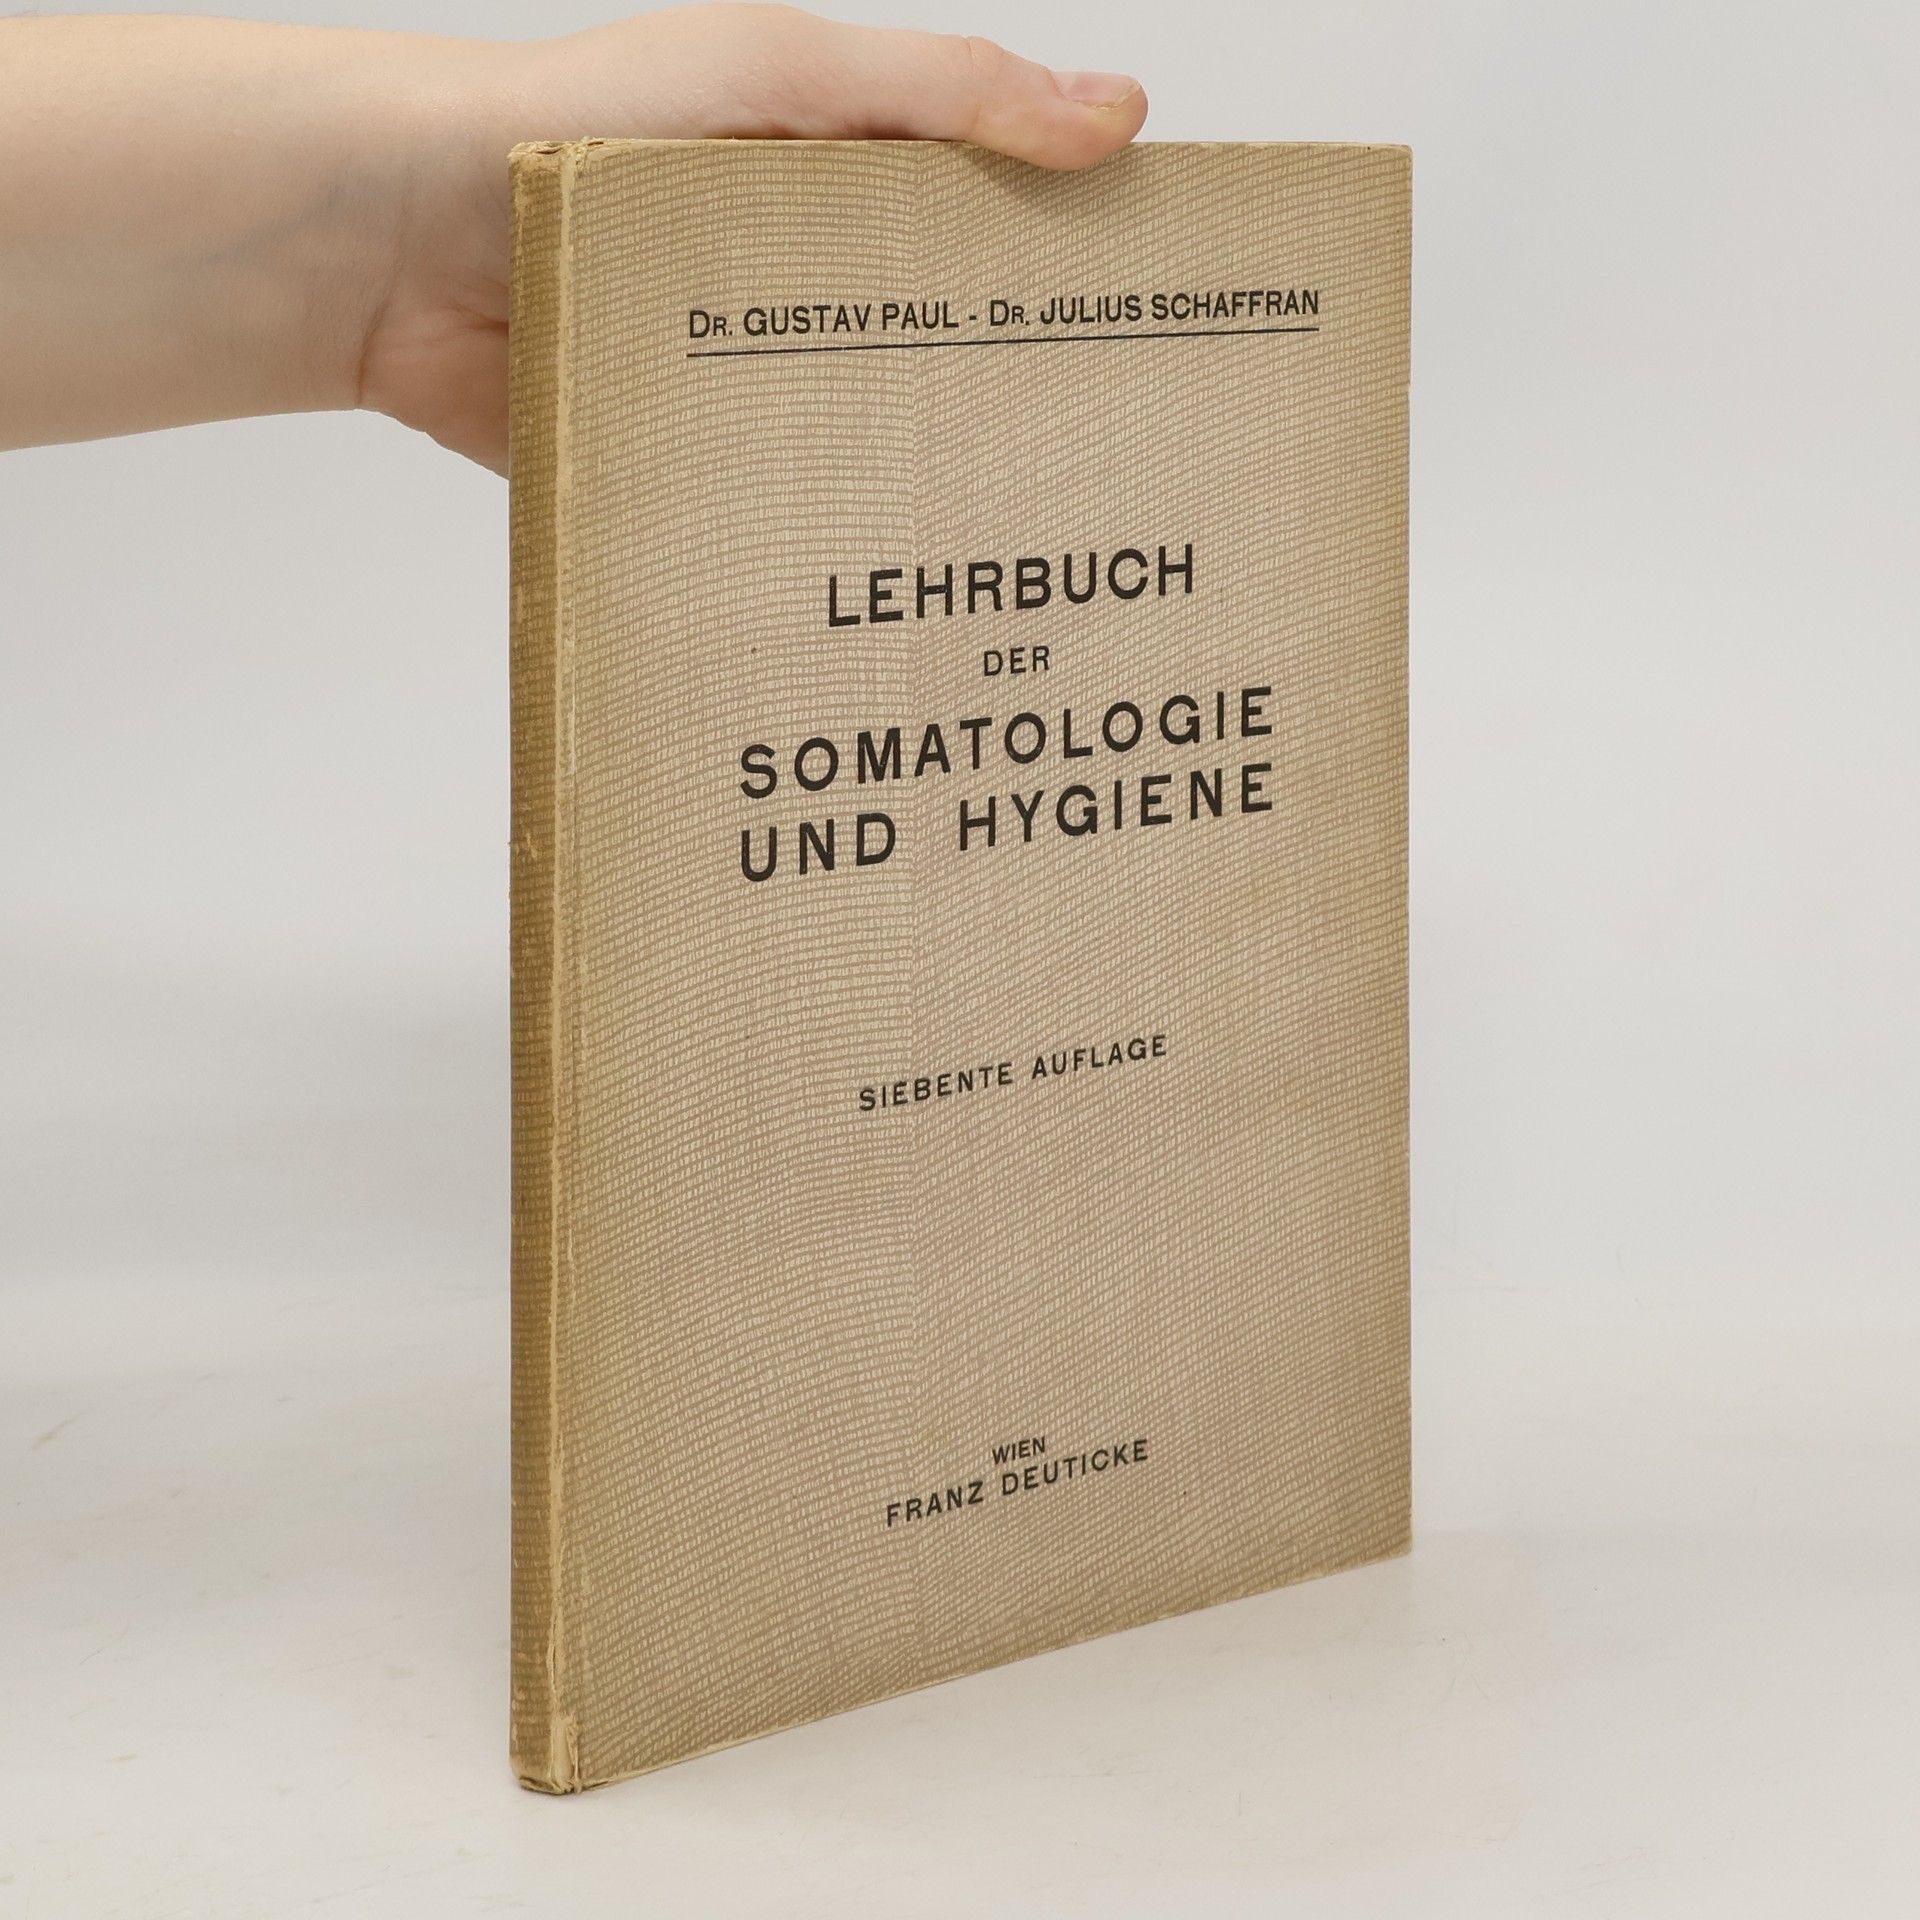 DR. GUSTAV PAUL - DR. JULIUS SCHAFFRAN
LEHRBUCH
DER
SOMATOLOGIE
UND HYGIENE
SIEBENTE AUFLAGE
WIEN
FRANZ DEUTICKE